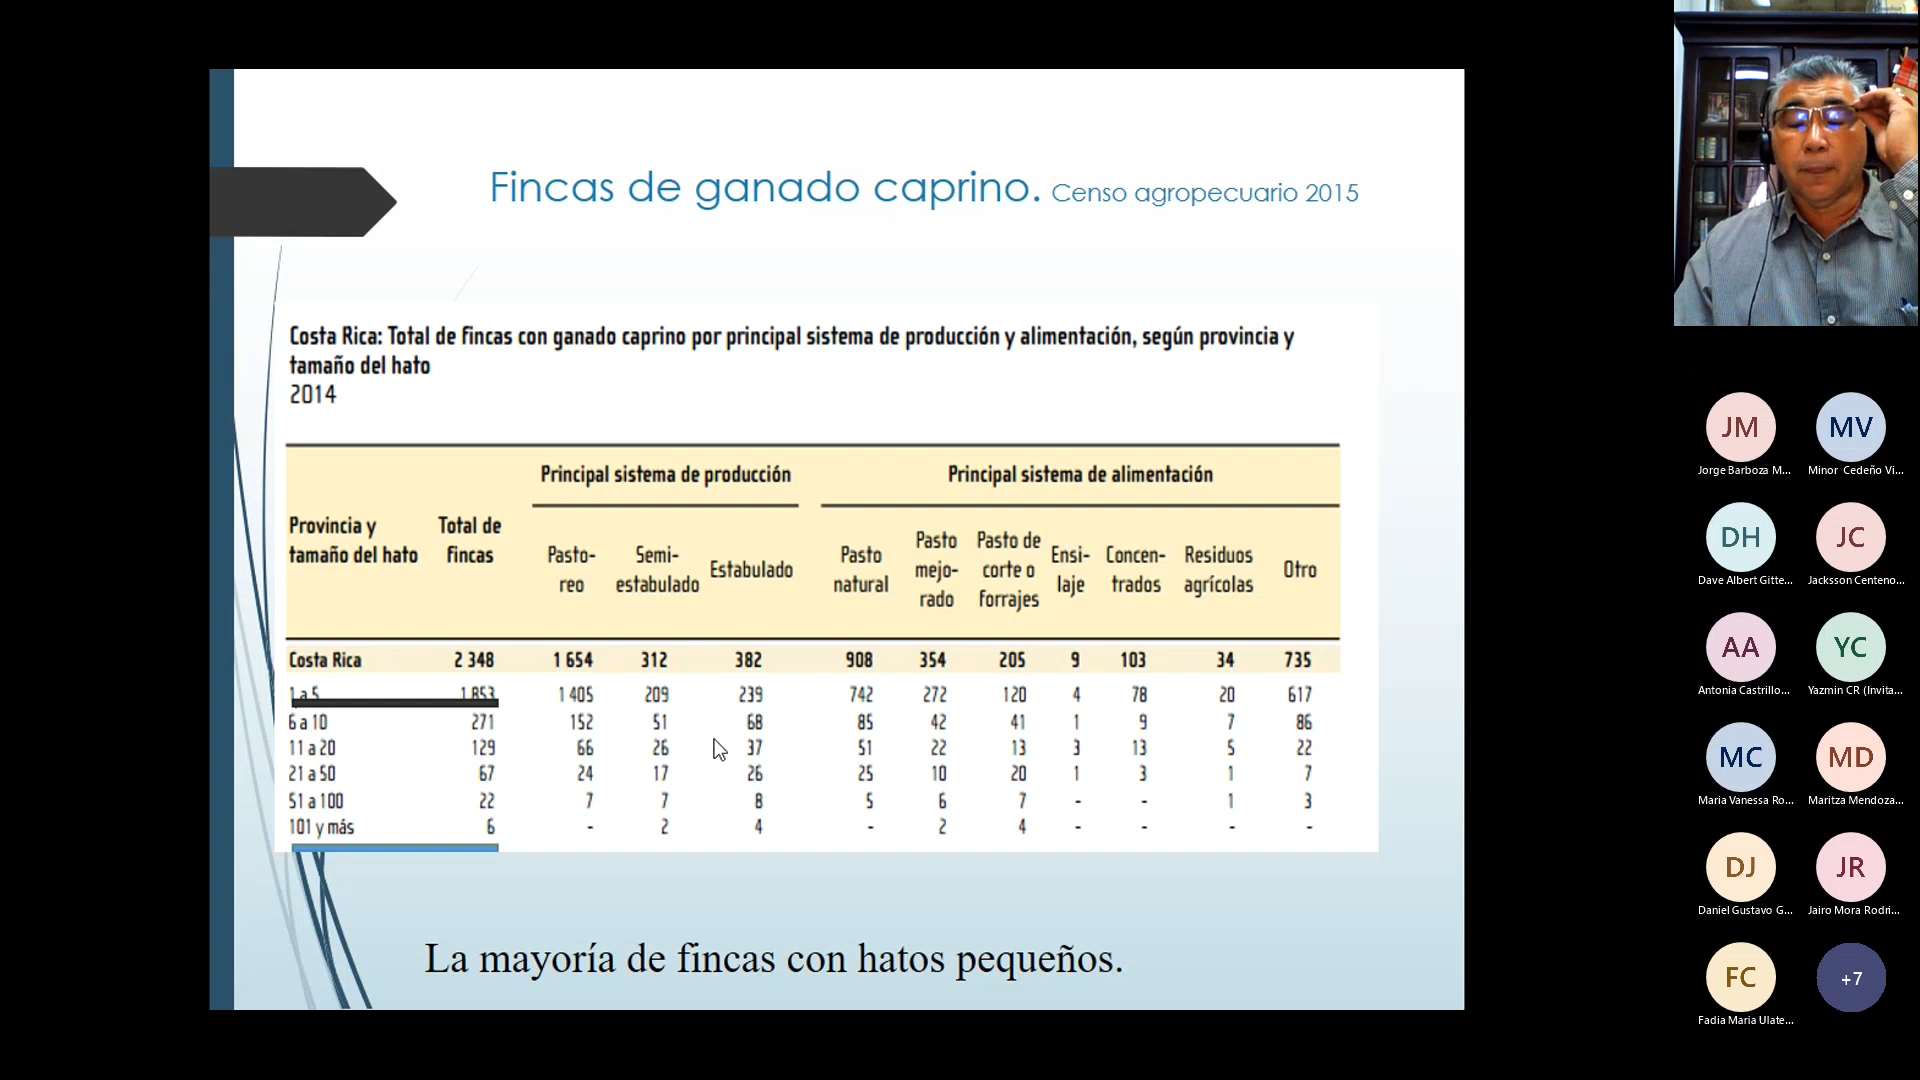 Fincas de ganado caprino. Censo agropecuario 2015
Costa Rica: Total de fincas con ganado caprino por principal sistema de producción y alimentación, según provincia y
tamaño del hato
2014
Principal sistema de producción Principal sistema de alimentación
Provincia y tamaño del hato Total de fincas Pasto-reo Semi-estabulado Estabulado Pasto natural Pasto mejo-rado Pasto de corte o forrajes Ensi-laje Concen-trados Residuos agrícolas Otro
Costa Rica 2 348 1 654 312 382 908 354 205 9 103 34 735
1 a 5 1 853 1 405 209 239 742 272 120 4 78 20 617
6 a 10 271 152 51 68 85 42 41 1 9 7 86
11 a 20 129 66 26 37 51 22 13 3 13 5 22
21 a 50 67 24 17 26 25 10 20 1 3 1 7
51 a 100 22 7 7 8 5 6 7 - - 1 3
101 y más 6 - 2 4 - 2 4 - - - -
La mayoría de fincas con hatos pequeños.
JM MV
Jorge Barboza M... Minor Cedeño Vi...
DH JC
Dave Albert Gitte... Jacksson Centeno...
AA YC
Antonia Castrillo... Yazmin CR (Invita...
MC MD
Maria Vanessa Ro... Maritza Mendoza...
DJ JR
Daniel Gustavo G... Jairo Mora Rodri...
FC +7
Fadia Maria Ulate...